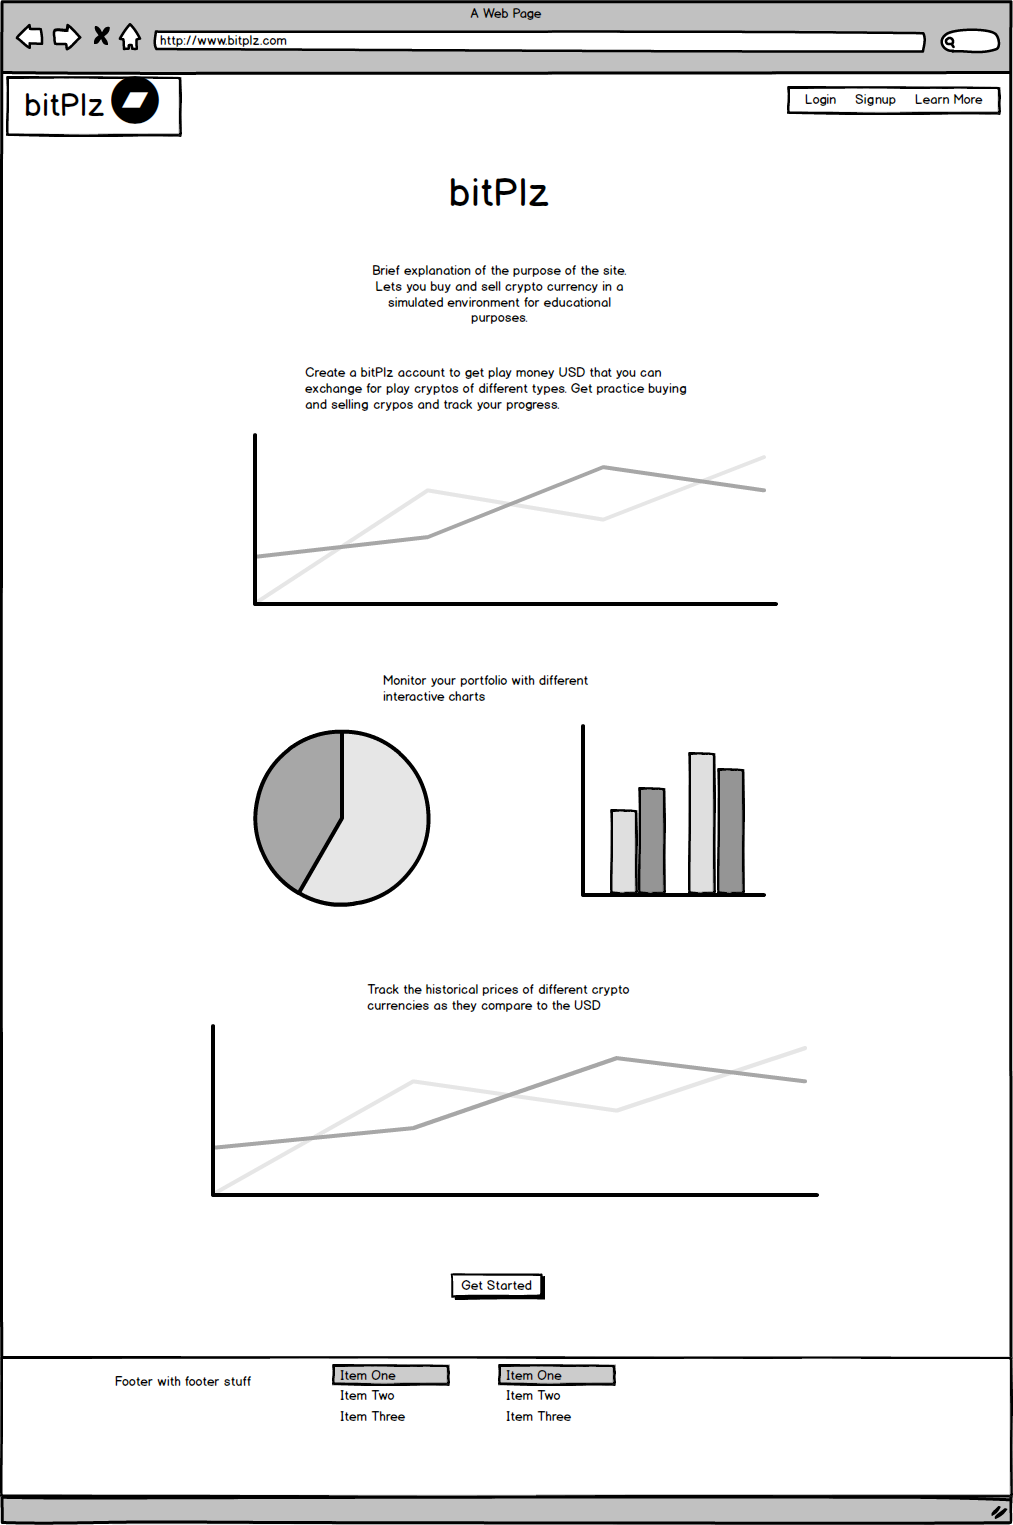 A Web Page
http://www.bitplz.com
bitPlz
Login Signup Learn More
bitPlz
Brief explanation of the purpose of the site.
Lets you buy and sell crypto currency in a
simulated environment for educational
purposes.
Create a bitPlz account to get play money USD that you can
exchange for play cryptos of different types. Get practice buying
and selling crypos and track your progress.
Monitor your portfolio with different
interactive charts
Track the historical prices of different crypto
currencies as they compare to the USD
Get Started
Footer with footer stuff
Item One
Item Two
Item Three
Item One
Item Two
Item Three